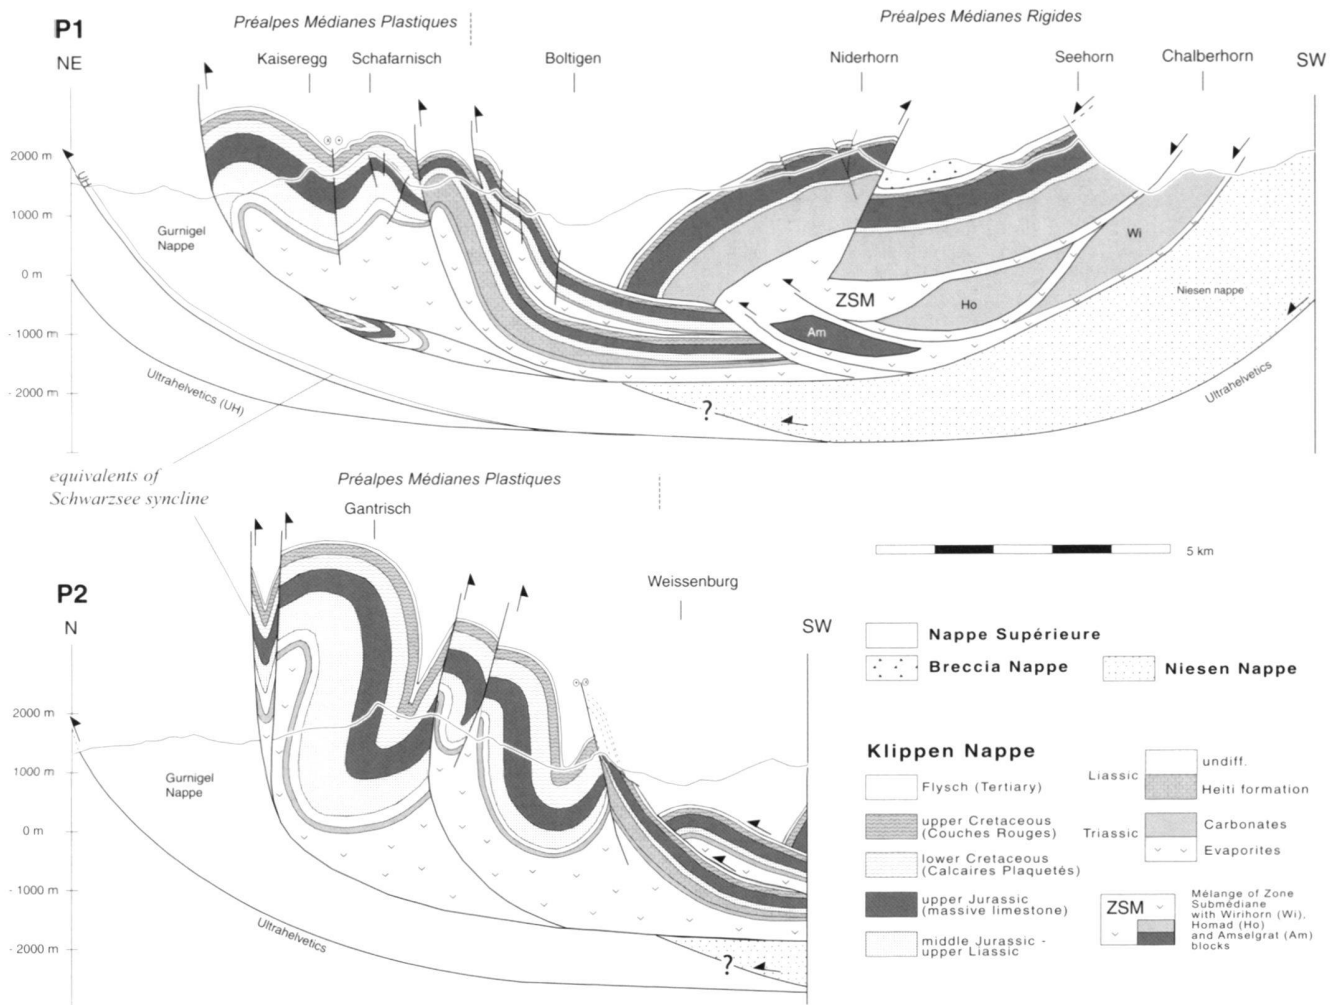 P1
Préalpes Médianes Plastiques
Préalpes Médianes Rigides
NE
Kaiseregg
Schafarnisch
Boltigen
Niderhorn
Seehorn
Chalberhorn
SW
2000 m
1000 m
0 m
- 1000 m
- 2000 m
UH
Gurnigel
Nappe
Ultrahelvetics (UH)
ZSM
Am
Ho
Wi
Niesen nappe
Ultrahelvetics
?
equivalents of
Schwarzsee syncline
Préalpes Médianes Plastiques
Gantrisch
5 km
P2
N
Weissenburg
SW
2000 m
1000 m
0 m
- 1000 m
- 2000 m
Gurnigel
Nappe
Ultrahelvetics
?
Nappe Supérieure
Breccia Nappe
Niesen Nappe
Klippen Nappe
Flysch (Tertiary)
upper Cretaceous
(Couches Rouges)
lower Cretaceous
(Calcaires Plaquetés)
upper Jurassic
(massive limestone)
middle Jurassic -
upper Liassic
Liassic
undiff.
Heiti formation
Triassic
Carbonates
Evaporites
ZSM
Mélange of Zone
Submédiane
with Wirihorn (Wi),
Homad (Ho)
and Amselgrat (Am)
blocks